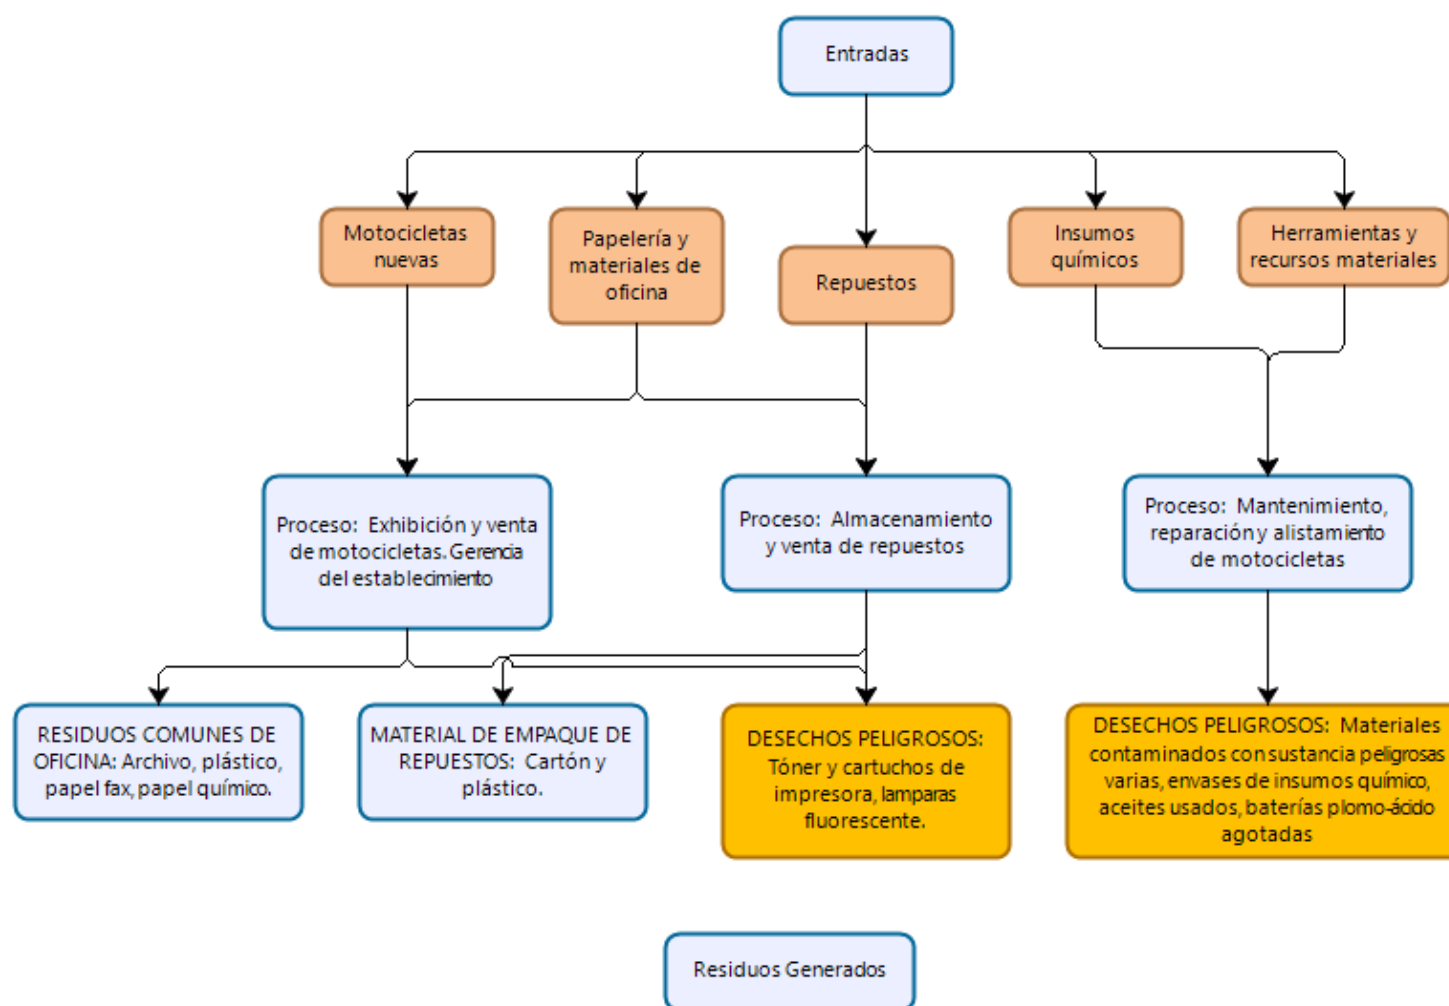 Entradas
Motocicletas
nuevas
Papelería y
materiales de
oficina
Repuestos
Insumos
químicos
Herramientas y
recursos materiales
Proceso: Exhibición y venta
de motocicletas. Gerencia
del establecimiento
Proceso: Almacenamiento
y venta de repuestos
Proceso: Mantenimiento,
reparación y alistamiento
de motocicletas
RESIDUOS COMUNES DE
OFICINA: Archivo, plástico,
papel fax, papel químico.
MATERIAL DE EMPAQUE DE
REPUESTOS: Cartón y
plástico.
DESECHOS PELIGROSOS:
Tóner y cartuchos de
impresora, lamparas
fluorescente.
DESECHOS PELIGROSOS: Materiales
contaminados con sustancia peligrosas
varias, envases de insumos químico,
aceites usados, baterías plomo-ácido
agotadas
Residuos Generados